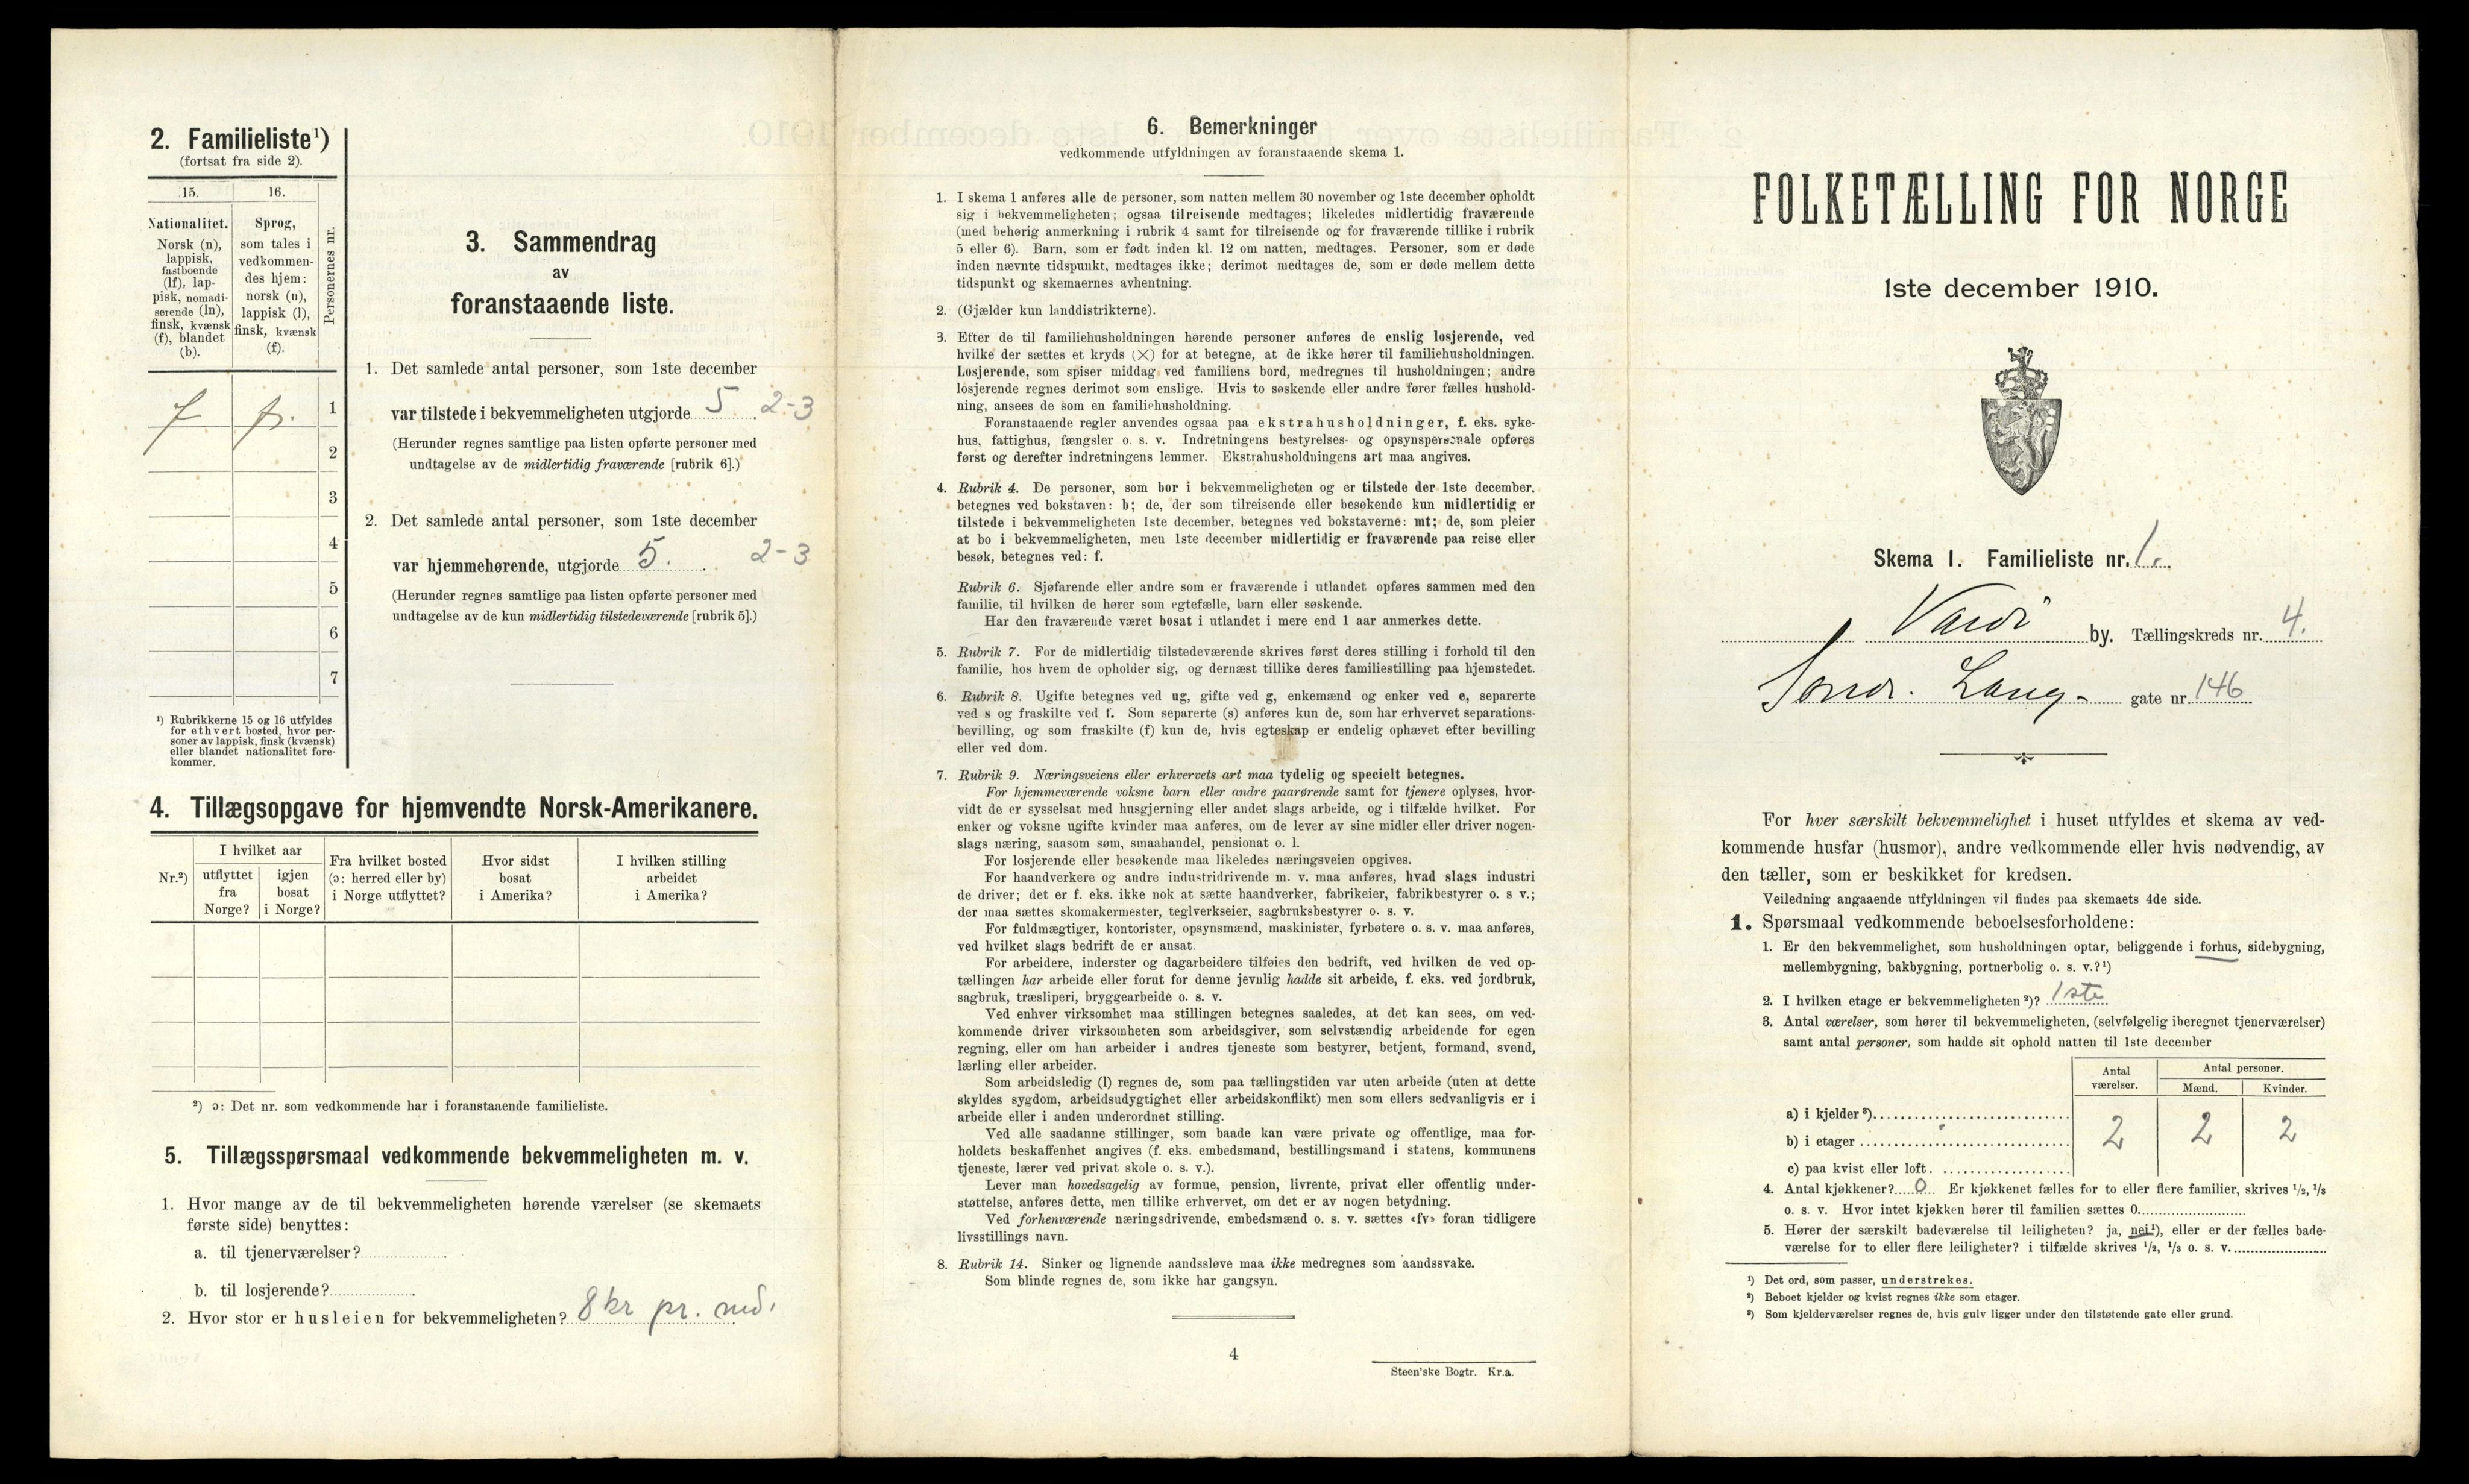 2. Familieliste¹)
(fortsat fra side 2).
15.
Nationalitet.
Norsk (n),
lappisk,
fastboende
(lf), lap-
pisk, nomadi-
serende (ln),
finsk, kvænsk
(f), blandet
(b).
16.
Sprog,
som tales i
vedkommen-
des hjem:
norsk (n),
lappisk (l),
finsk, kvænsk
(f).
Personernes nr.
f
1
2
3
4
5
6
7
¹) Rubrikkerne 15 og 16 utfyldes
for ethvert bosted, hvor per-
soner av lappisk, finsk (kvænsk)
eller blandet nationalitet fore-
kommer.
3. Sammendrag
av
foranstaaende liste.
1. Det samlede antal personer, som 1ste december
var tilstede i bekvemmeligheten utgjorde 5. 2-3
(Herunder regnes samtlige paa listen opførte personer med
undtagelse av de midlertidig fraværende [rubrik 6].)
2. Det samlede antal personer, som 1ste december
var hjemmehørende, utgjorde 5. 2-3
(Herunder regnes samtlige paa listen opførte personer med
undtagelse av de kun midlertidig tilstedeværende [rubrik 5].)
4. Tillægsopgave for hjemvendte Norsk-Amerikanere.
Nr.²)
I hvilket aar
utflyttet
fra
Norge?
igjen
bosat
i Norge?
Fra hvilket bosted
(ɔ: herred eller by)
i Norge utflyttet?
Hvor sidst
bosat
i Amerika?
I hvilken stilling
arbeidet
i Amerika?
²) ɔ: Det nr. som vedkommende har i foranstaaende familieliste.
5. Tillægsspørsmaal vedkommende bekvemmeligheten m. v.
1. Hvor mange av de til bekvemmeligheten hørende værelser (se skemaets
første side) benyttes:
a. til tjenerværelser?
b. til losjerende?
2. Hvor stor er husleien for bekvemmeligheten? 8 kr pr. md.
6. Bemerkninger
vedkommende utfyldningen av foranstaaende skema 1.
1. I skema 1 anføres alle de personer, som natten mellem 30 november og 1ste december opholdt
sig i bekvemmeligheten; ogsaa tilreisende medtages; likeledes midlertidig fraværende
(med behørig anmerkning i rubrik 4 samt for tilreisende og for fraværende tillike i rubrik
5 eller 6). Barn, som er født inden kl. 12 om natten, medtages. Personer, som er døde
inden nævnte tidspunkt, medtages ikke; derimot medtages de, som er døde mellem dette
tidspunkt og skemaernes avhentning.
2. (Gjælder kun landdistrikterne).
3. Efter de til familiehusholdningen hørende personer anføres de enslig losjerende, ved
hvilke der sættes et kryds (×) for at betegne, at de ikke hører til familiehusholdningen.
Losjerende, som spiser middag ved familiens bord, medregnes til husholdningen; andre
losjerende regnes derimot som enslige. Hvis to søskende eller andre fører fælles hushold-
ning, ansees de som en familiehusholdning.
Foranstaaende regler anvendes ogsaa paa ekstrahusholdninger, f. eks. syke-
hus, fattighus, fængsler o. s. v. Indretningens bestyrelses- og opsynspersonale opføres
først og derefter indretningens lemmer. Ekstrahusholdningens art maa angives.
4. Rubrik 4. De personer, som bor i bekvemmeligheten og er tilstede der 1ste december,
betegnes ved bokstaven: b; de, der som tilreisende eller besøkende kun midlertidig er
tilstede i bekvemmeligheten 1ste december, betegnes ved bokstaverne: mt; de, som pleier
at bo i bekvemmeligheten, men 1ste december midlertidig er fraværende paa reise eller
besøk, betegnes ved: f.
Rubrik 6. Sjøfarende eller andre som er fraværende i utlandet opføres sammen med den
familie, til hvilken de hører som egtefælle, barn eller søskende.
Har den fraværende været bosat i utlandet i mere end 1 aar anmerkes dette.
5. Rubrik 7. For de midlertidig tilstedeværende skrives først deres stilling i forhold til den
familie, hos hvem de opholder sig, og dernæst tillike deres familiestilling paa hjemstedet.
6. Rubrik 8. Ugifte betegnes ved ug, gifte ved g, enkemænd og enker ved e, separerte
ved s og fraskilte ved f. Som separerte (s) anføres kun de, som har erhvervet separations-
bevilling, og som fraskilte (f) kun de, hvis egteskap er endelig ophævet efter bevilling
eller ved dom.
7. Rubrik 9. Næringsveiens eller erhvervets art maa tydelig og specielt betegnes.
For hjemmeværende voksne barn eller andre paarørende samt for tjenere oplyses, hvor-
vidt de er sysselsat med husgjerning eller andet slags arbeide, og i tilfælde hvilket. For
enker og voksne ugifte kvinder maa anføres, om de lever av sine midler eller driver nogen-
slags næring, saasom søm, smaahandel, pensionat o. l.
For losjerende eller besøkende maa likeledes næringsveien opgives.
For haandverkere og andre industridrivende m. v. maa anføres, hvad slags industri
de driver; det er f. eks. ikke nok at sætte haandverker, fabrikeier, fabrikbestyrer o. s v.;
der maa sættes skomakermester, teglverkseier, sagbruksbestyrer o. s. v.
For fuldmægtiger, kontorister, opsynsmænd, maskinister, fyrbøtere o. s. v. maa anføres,
ved hvilket slags bedrift de er ansat.
For arbeidere, inderster og dagarbeidere tilføies den bedrift, ved hvilken de ved op-
tællingen har arbeide eller forut for denne jevnlig hadde sit arbeide, f. eks. ved jordbruk,
sagbruk, træsliperi, bryggearbeide o. s. v.
Ved enhver virksomhet maa stillingen betegnes saaledes, at det kan sees, om ved-
kommende driver virksomheten som arbeidsgiver, som selvstændig arbeidende for egen
regning, eller om han arbeider i andres tjeneste som bestyrer, betjent, formand, svend,
lærling eller arbeider.
Som arbeidsledig (l) regnes de, som paa tællingstiden var uten arbeide (uten at dette
skyldes sygdom, arbeidsudygtighet eller arbeidskonflikt) men som ellers sedvanligvis er i
arbeide eller i anden underordnet stilling.
Ved alle saadanne stillinger, som baade kan være private og offentlige, maa for-
holdets beskaffenhet angives (f. eks. embedsmand, bestillingsmand i statens, kommunens
tjeneste, lærer ved privat skole o. s. v.).
Lever man hovedsagelig av formue, pension, livrente, privat eller offentlig under-
støttelse, anføres dette, men tillike erhvervet, om det er av nogen betydning.
Ved forhenværende næringsdrivende, embedsmænd o. s. v. sættes «fv» foran tidligere
livsstillings navn.
8. Rubrik 14. Sinker og lignende aandssløve maa ikke medregnes som aandssvake.
Som blinde regnes de, som ikke har gangsyn.
4
Steen'ske Bogtr. Kr.a.
FOLKETÆLLING FOR NORGE
1ste december 1910.
Skema 1. Familieliste nr. 1.
Vardø by. Tællingskreds nr. 4.
Søndr. Lang- gate nr. 146
For hver særskilt bekvemmelighet i huset utfyldes et skema av ved-
kommende husfar (husmor), andre vedkommende eller hvis nødvendig, av
den tæller, som er beskikket for kredsen.
Veiledning angaaende utfyldningen vil findes paa skemaets 4de side.
1. Spørsmaal vedkommende beboelsesforholdene:
1. Er den bekvemmelighet, som husholdningen optar, beliggende i forhus, sidebygning,
mellembygning, bakbygning, portnerbolig o. s. v.?¹)
2. I hvilken etage er bekvemmeligheten²)? 1ste
3. Antal værelser, som hører til bekvemmeligheten, (selvfølgelig iberegnet tjenerværelser)
samt antal personer, som hadde sit ophold natten til 1ste december
Antal
værelser.
Antal personer.
Mænd. Kvinder.
a) i kjelder³)
b) i etager 2 2 2
c) paa kvist eller loft.
4. Antal kjøkkener? 0 Er kjøkkenet fælles for to eller flere familier, skrives ¹/₂, ¹/₃
o. s. v. Hvor intet kjøkken hører til familien sættes 0.
5. Hører der særskilt badeværelse til leiligheten? ja, nei¹), eller er der fælles bade-
værelse for to eller flere leiligheter? i tilfælde skrives ¹/₂, ¹/₃ o. s. v.
¹) Det ord, som passer, understrekes.
²) Beboet kjelder og kvist regnes ikke som etager.
³) Som kjelderværelser regnes de, hvis gulv ligger under den tilstøtende gate eller grund.